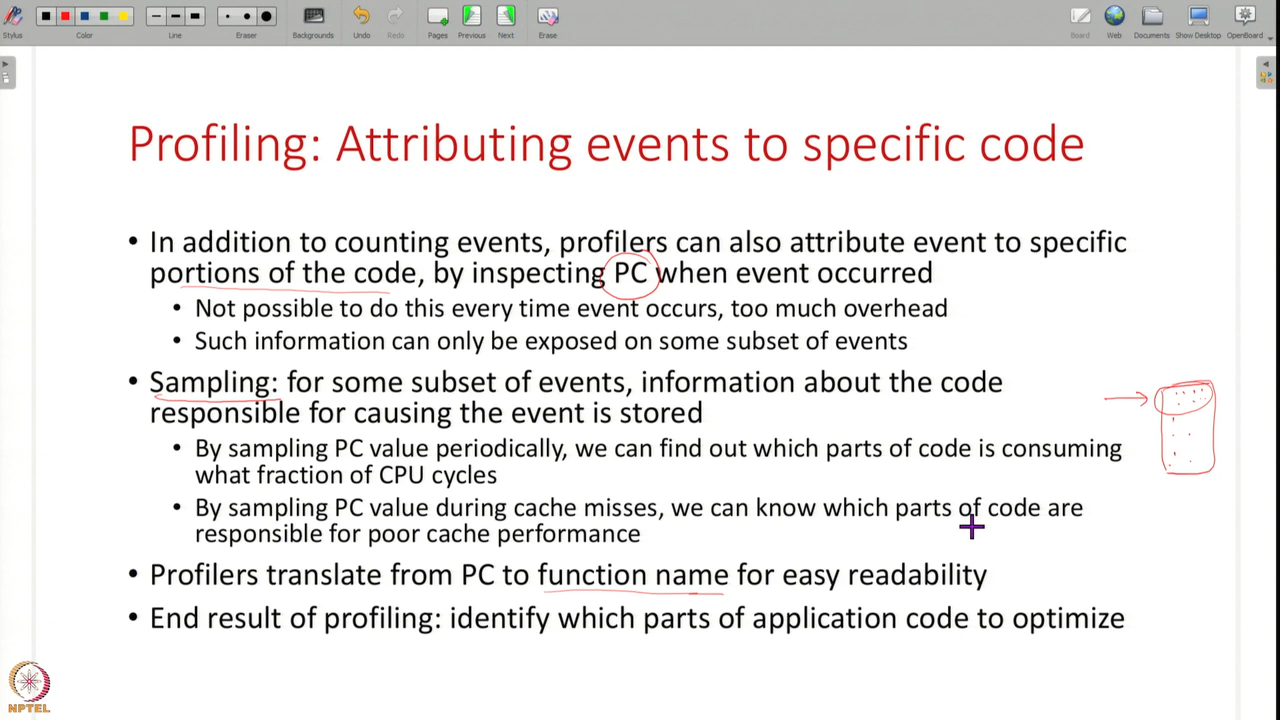 Stylus
Color
Line
Eraser
Backgrounds
Undo
Redo
Pages
Previous
Next
Erase
Board
Web
Documents
Show Desktop
OpenBoard
Profiling: Attributing events to specific code
• In addition to counting events, profilers can also attribute event to specific
portions of the code, by inspecting PC when event occurred
• Not possible to do this every time event occurs, too much overhead
• Such information can only be exposed on some subset of events
• Sampling: for some subset of events, information about the code
responsible for causing the event is stored
• By sampling PC value periodically, we can find out which parts of code is consuming
what fraction of CPU cycles
• By sampling PC value during cache misses, we can know which parts of code are
responsible for poor cache performance
• Profilers translate from PC to function name for easy readability
• End result of profiling: identify which parts of application code to optimize
NPTEL